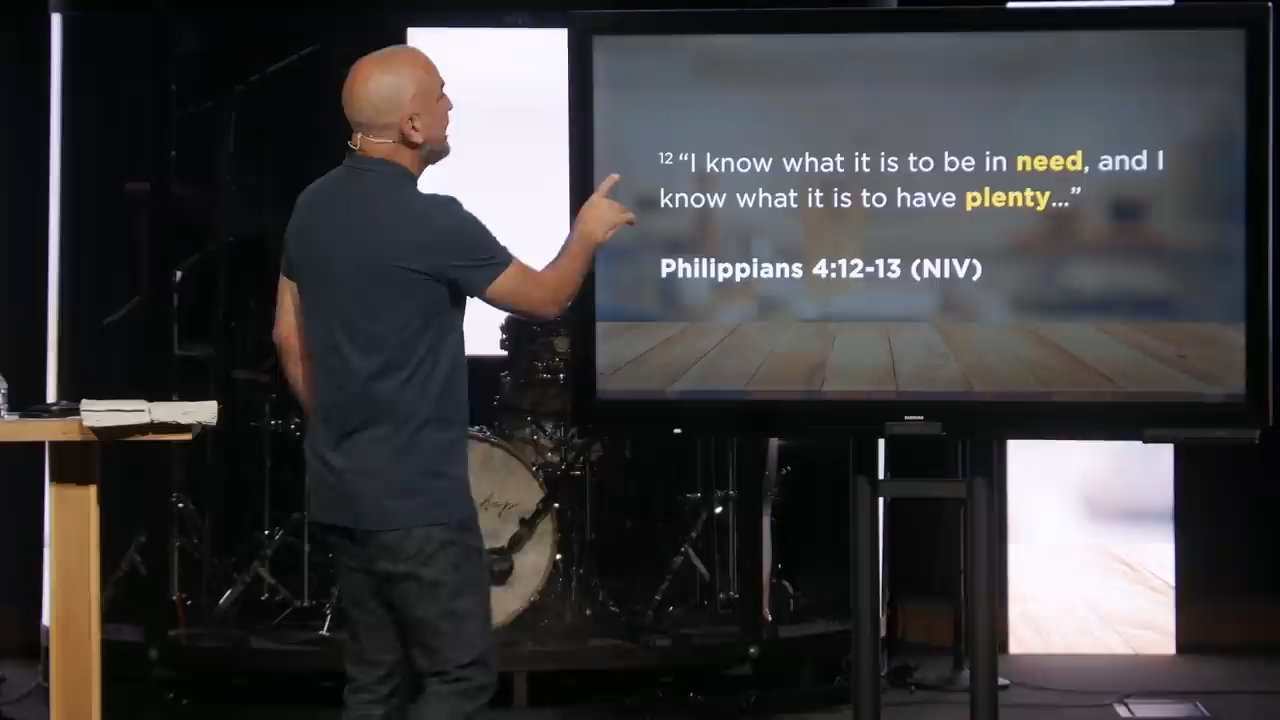 12 “I know what it is to be in need, and I
know what it is to have plenty...”
Philippians 4:12-13 (NIV)
SAMSUNG